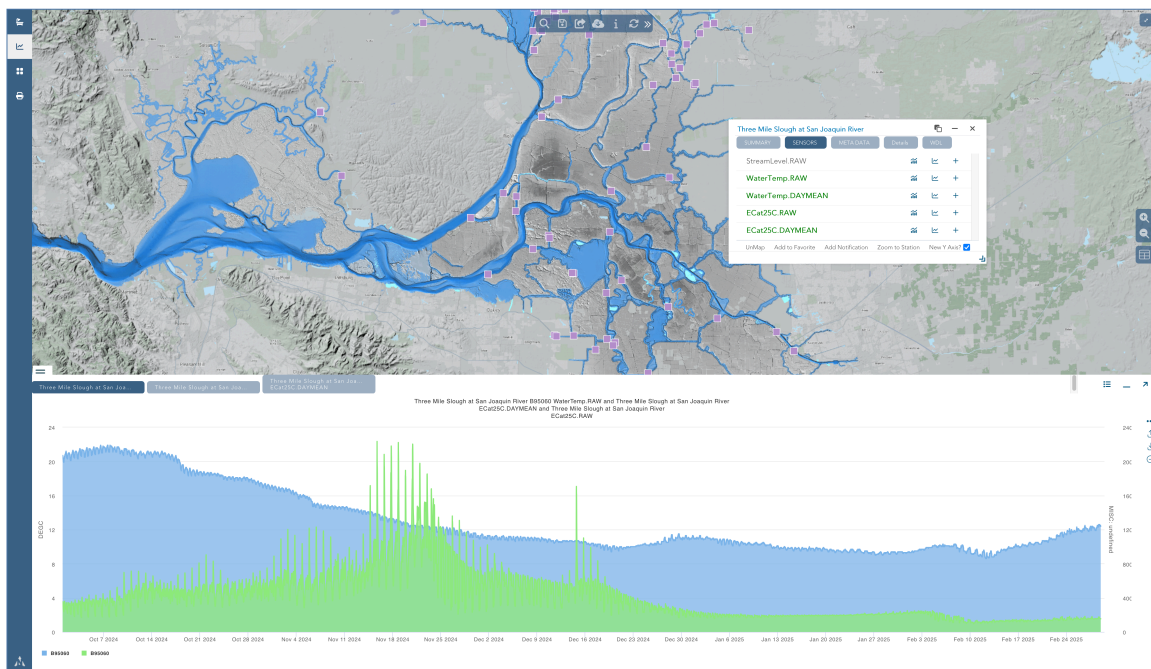 Three Mile Slough at San Joaquin River
SUMMARY
SENSORS
META DATA
Details
WDL
StreamLevel.RAW
WaterTemp.RAW
WaterTemp.DAYMEAN
ECat25C.RAW
ECat25C.DAYMEAN
UnMap
Add to Favorite
Add Notification
Zoom to Station
New Y Axis?
Three Mile Slough at San Joa...
Three Mile Slough at San Joa...
Three Mile Slough at San Joa...
ECat25C.DAYMEAN
Three Mile Slough at San Joaquin River B95060 WaterTemp.RAW and Three Mile Slough at San Joaquin River
ECat25C.DAYMEAN and Three Mile Slough at San Joaquin River
ECat25C.RAW
24
20
16
12
8
4
0
DEGC
240
200
160
120
800
400
0
MISC, undefined
Oct 7 2024
Oct 14 2024
Oct 21 2024
Oct 28 2024
Nov 4 2024
Nov 11 2024
Nov 18 2024
Nov 25 2024
Dec 2 2024
Dec 9 2024
Dec 16 2024
Dec 23 2024
Dec 30 2024
Jan 6 2025
Jan 13 2025
Jan 20 2025
Jan 27 2025
Feb 3 2025
Feb 10 2025
Feb 17 2025
Feb 24 2025
B95060
B95060